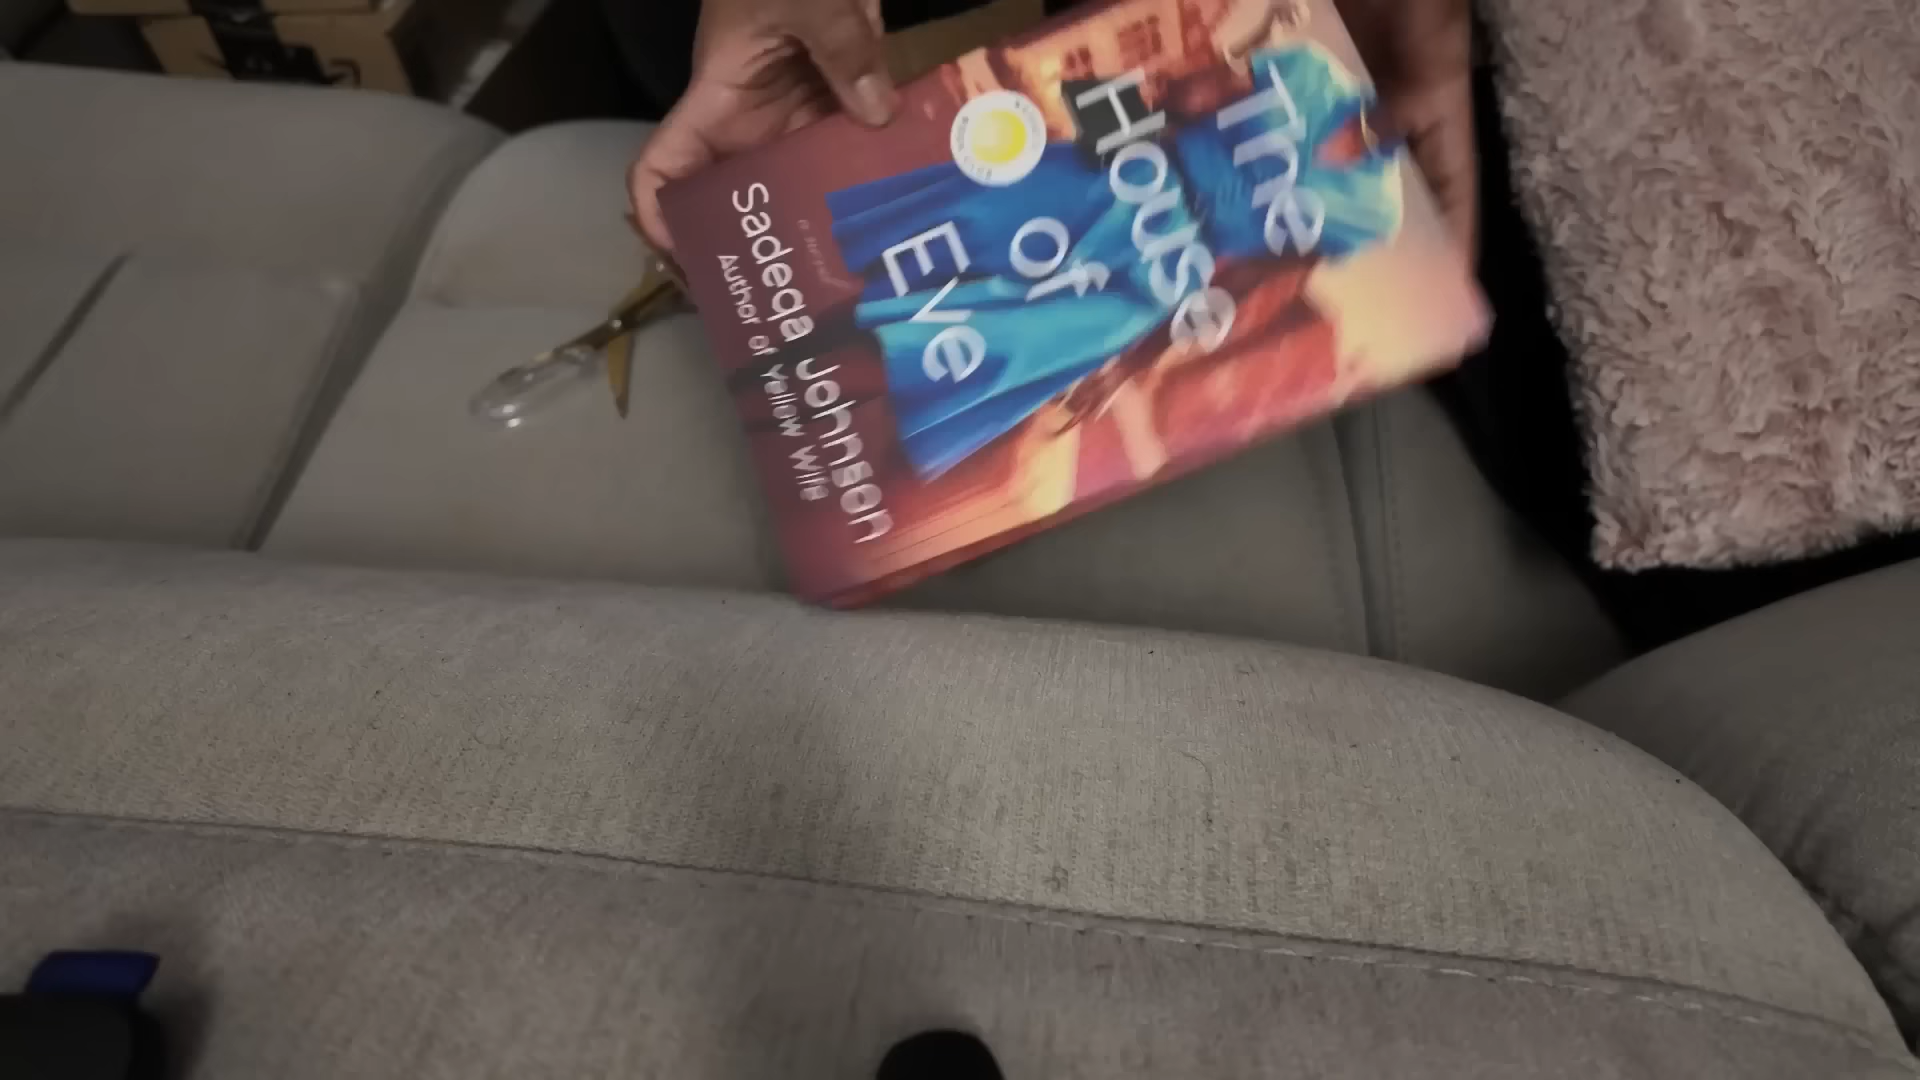 The
House
of
Eve
a novel
Sadeqa Johnson
Author of Yellow Wife